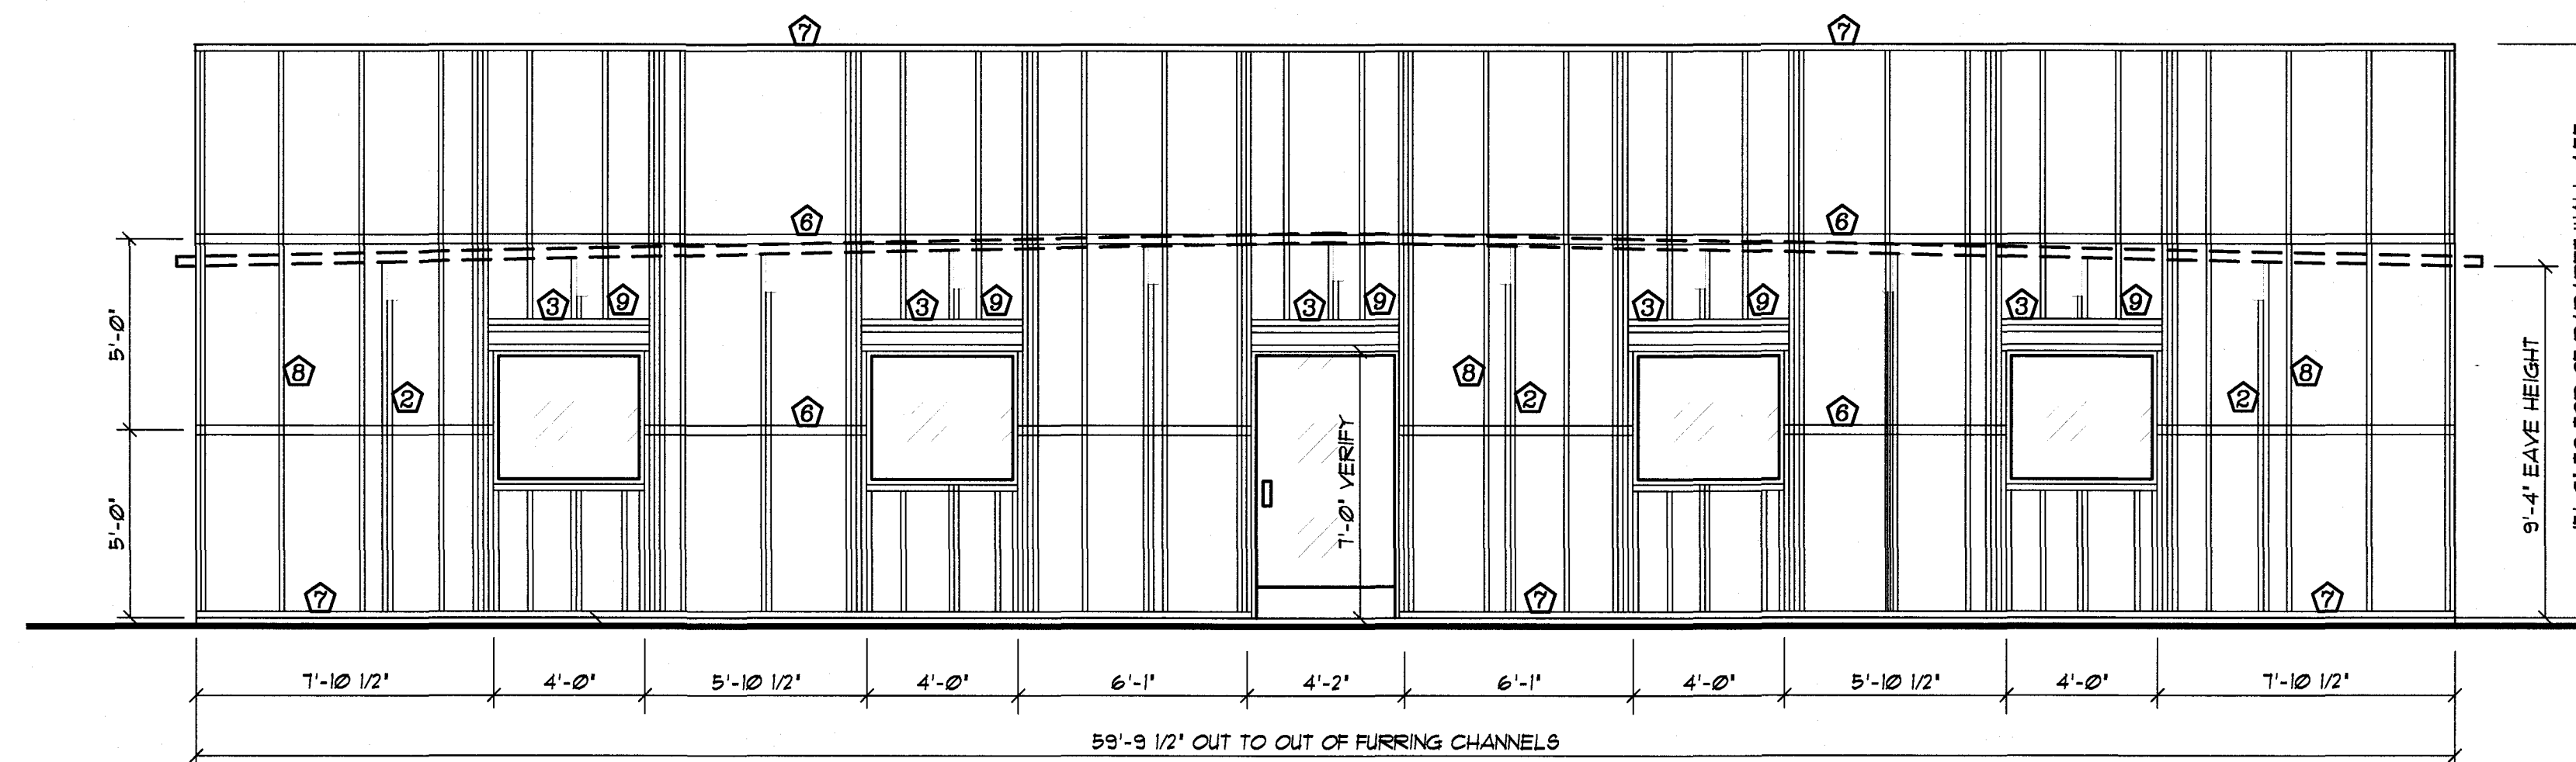 7 7
6 6
3 9 3 9 3 9 3 9 3 9
5'-0"
8 2 8 2 2 8
6 6
7'-0" VERIFY
9'-4" EAVE HEIGHT
5'-0"
7 7 7
7'-10 1/2" 4'-0" 5'-10 1/2" 4'-0" 6'-1" 4'-2" 6'-1" 4'-0" 5'-10 1/2" 4'-0" 7'-10 1/2"
59'-9 1/2" OUT TO OUT OF FURRING CHANNELS